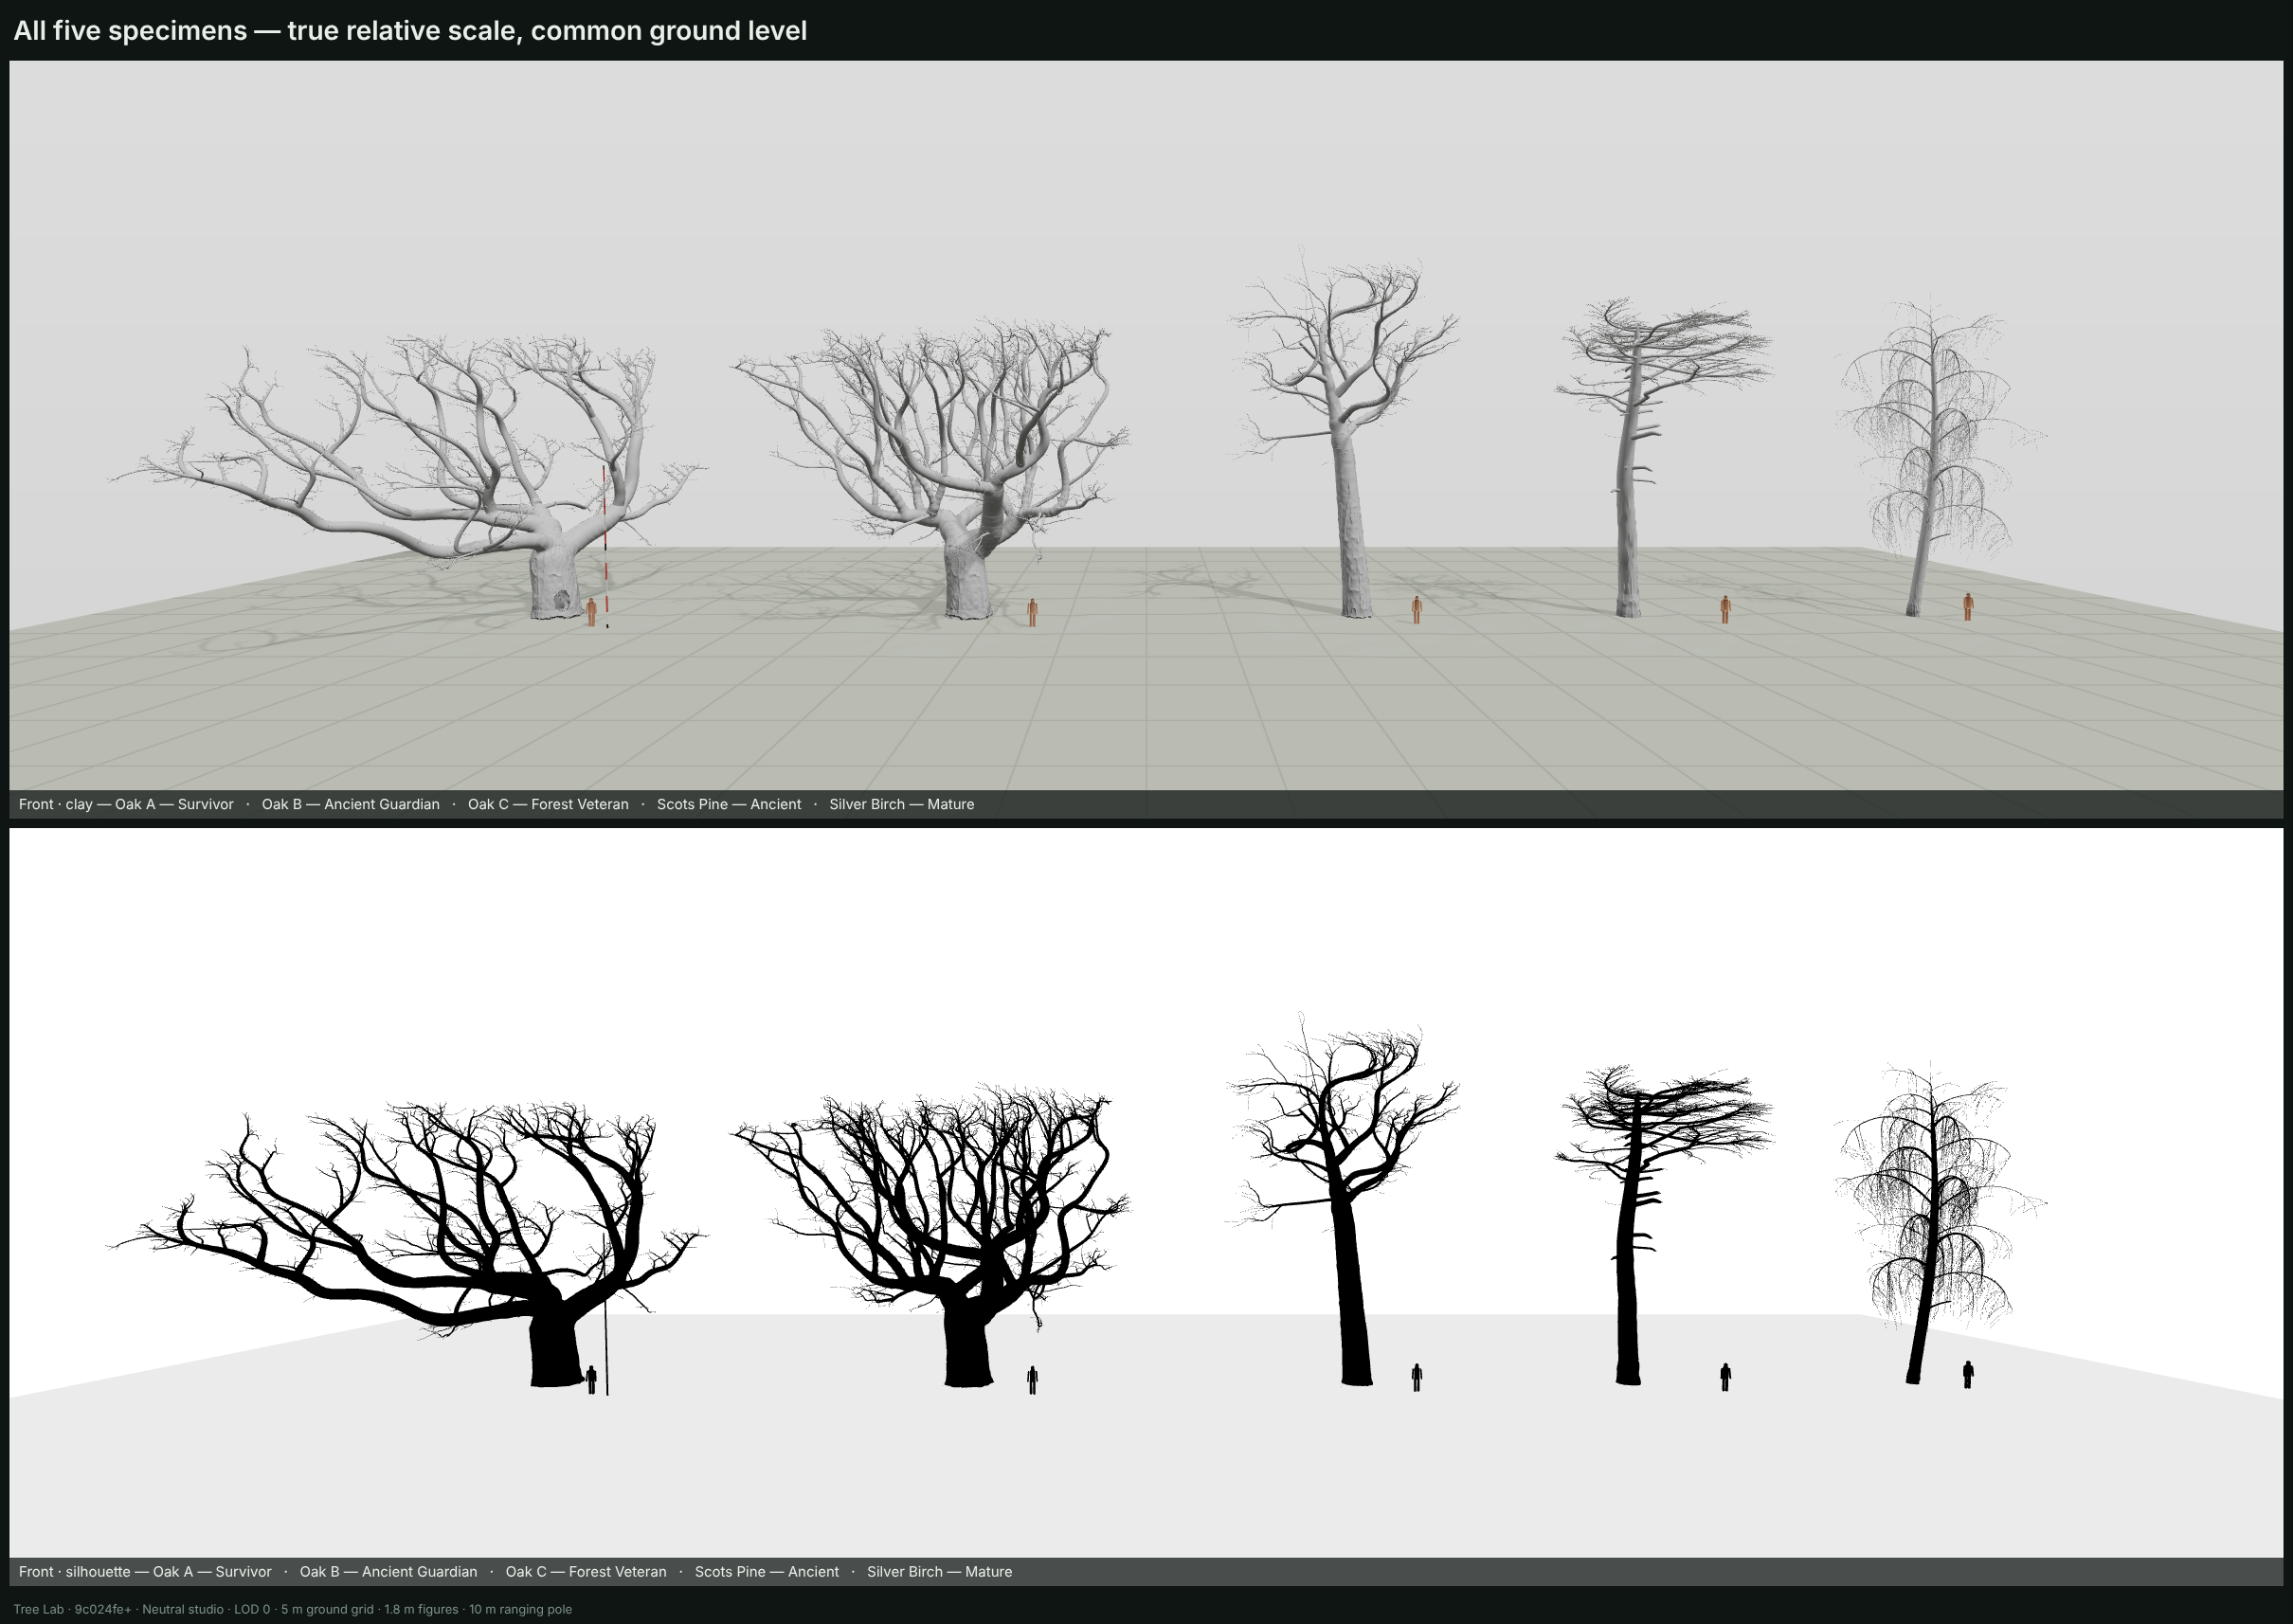 All five specimens — true relative scale, common ground level
Front · clay — Oak A — Survivor · Oak B — Ancient Guardian · Oak C — Forest Veteran · Scots Pine — Ancient · Silver Birch — Mature
Front · silhouette — Oak A — Survivor · Oak B — Ancient Guardian · Oak C — Forest Veteran · Scots Pine — Ancient · Silver Birch — Mature
Tree Lab · 9c024fe+ · Neutral studio · LOD 0 · 5 m ground grid · 1.8 m figures · 10 m ranging pole